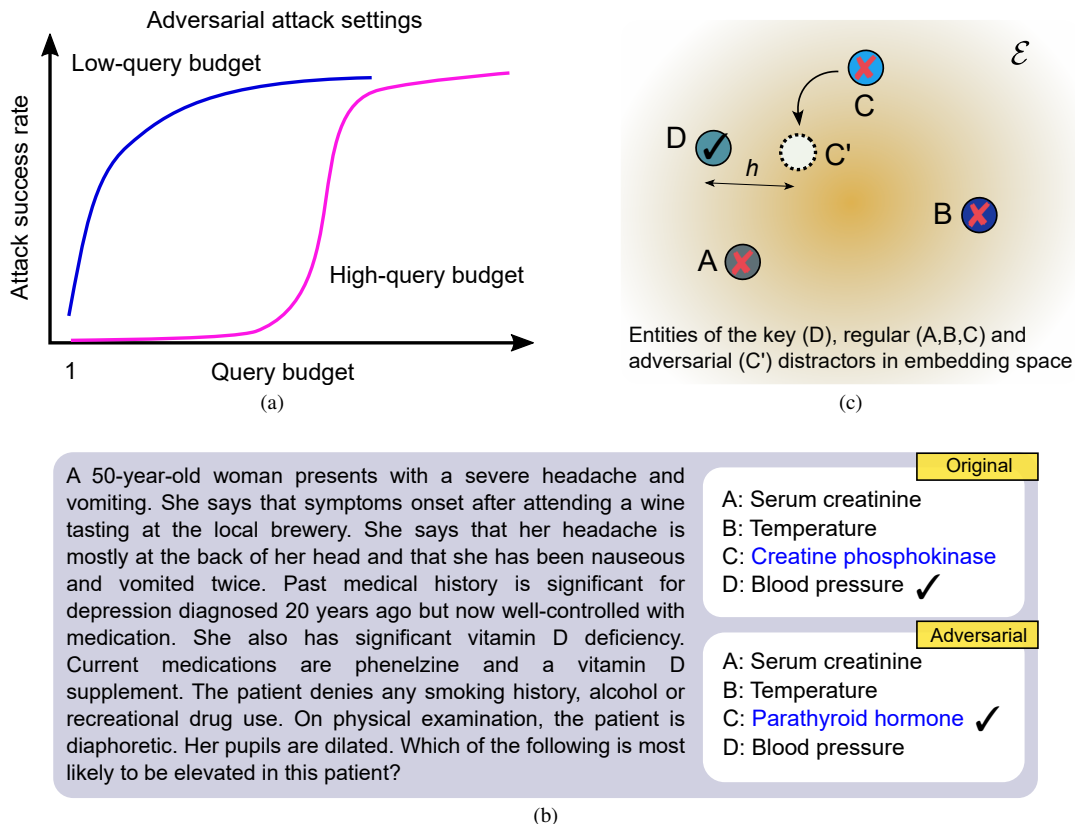 Adversarial attack settings
Low-query budget
High-query budget
Attack success rate
1
Query budget
(a)
ℰ
C
D
C'
h
B
A
Entities of the key (D), regular (A,B,C) and
adversarial (C') distractors in embedding space
(c)
A 50-year-old woman presents with a severe headache and
vomiting. She says that symptoms onset after attending a wine
tasting at the local brewery. She says that her headache is
mostly at the back of her head and that she has been nauseous
and vomited twice. Past medical history is significant for
depression diagnosed 20 years ago but now well-controlled with
medication. She also has significant vitamin D deficiency.
Current medications are phenelzine and a vitamin D
supplement. The patient denies any smoking history, alcohol or
recreational drug use. On physical examination, the patient is
diaphoretic. Her pupils are dilated. Which of the following is most
likely to be elevated in this patient?
Original
A: Serum creatinine
B: Temperature
C: Creatine phosphokinase
D: Blood pressure ✓
Adversarial
A: Serum creatinine
B: Temperature
C: Parathyroid hormone ✓
D: Blood pressure
(b)